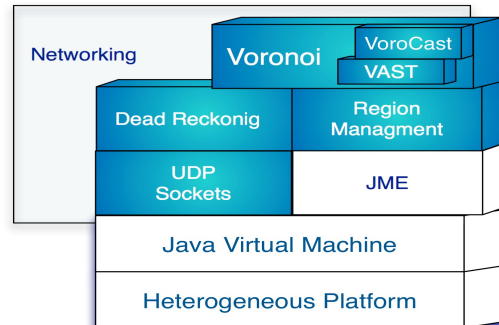 Networking
Voronoi
VoroCast
VAST
Dead Reckonig
Region
Managment
UDP
Sockets
JME
Java Virtual Machine
Heterogeneous Platform